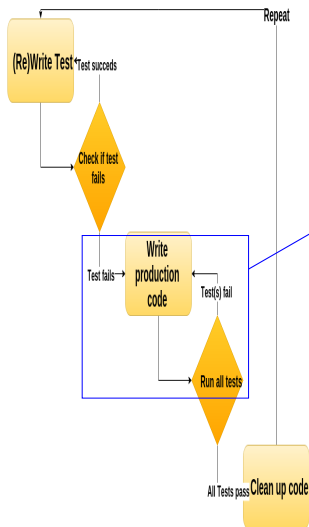 Repeat
(Re)Write Test
Test succeds
Check if test
fails
Write
production
code
Test fails
Test(s) fail
Run all tests
All Tests pass
Clean up code